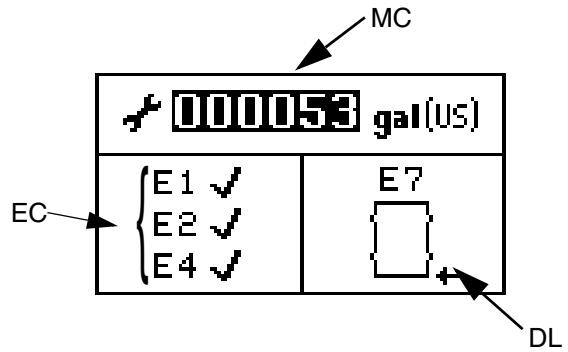 MC
000053 gal(US)
EC
E1 ✓
E2 ✓
E4 ✓
E7
DL